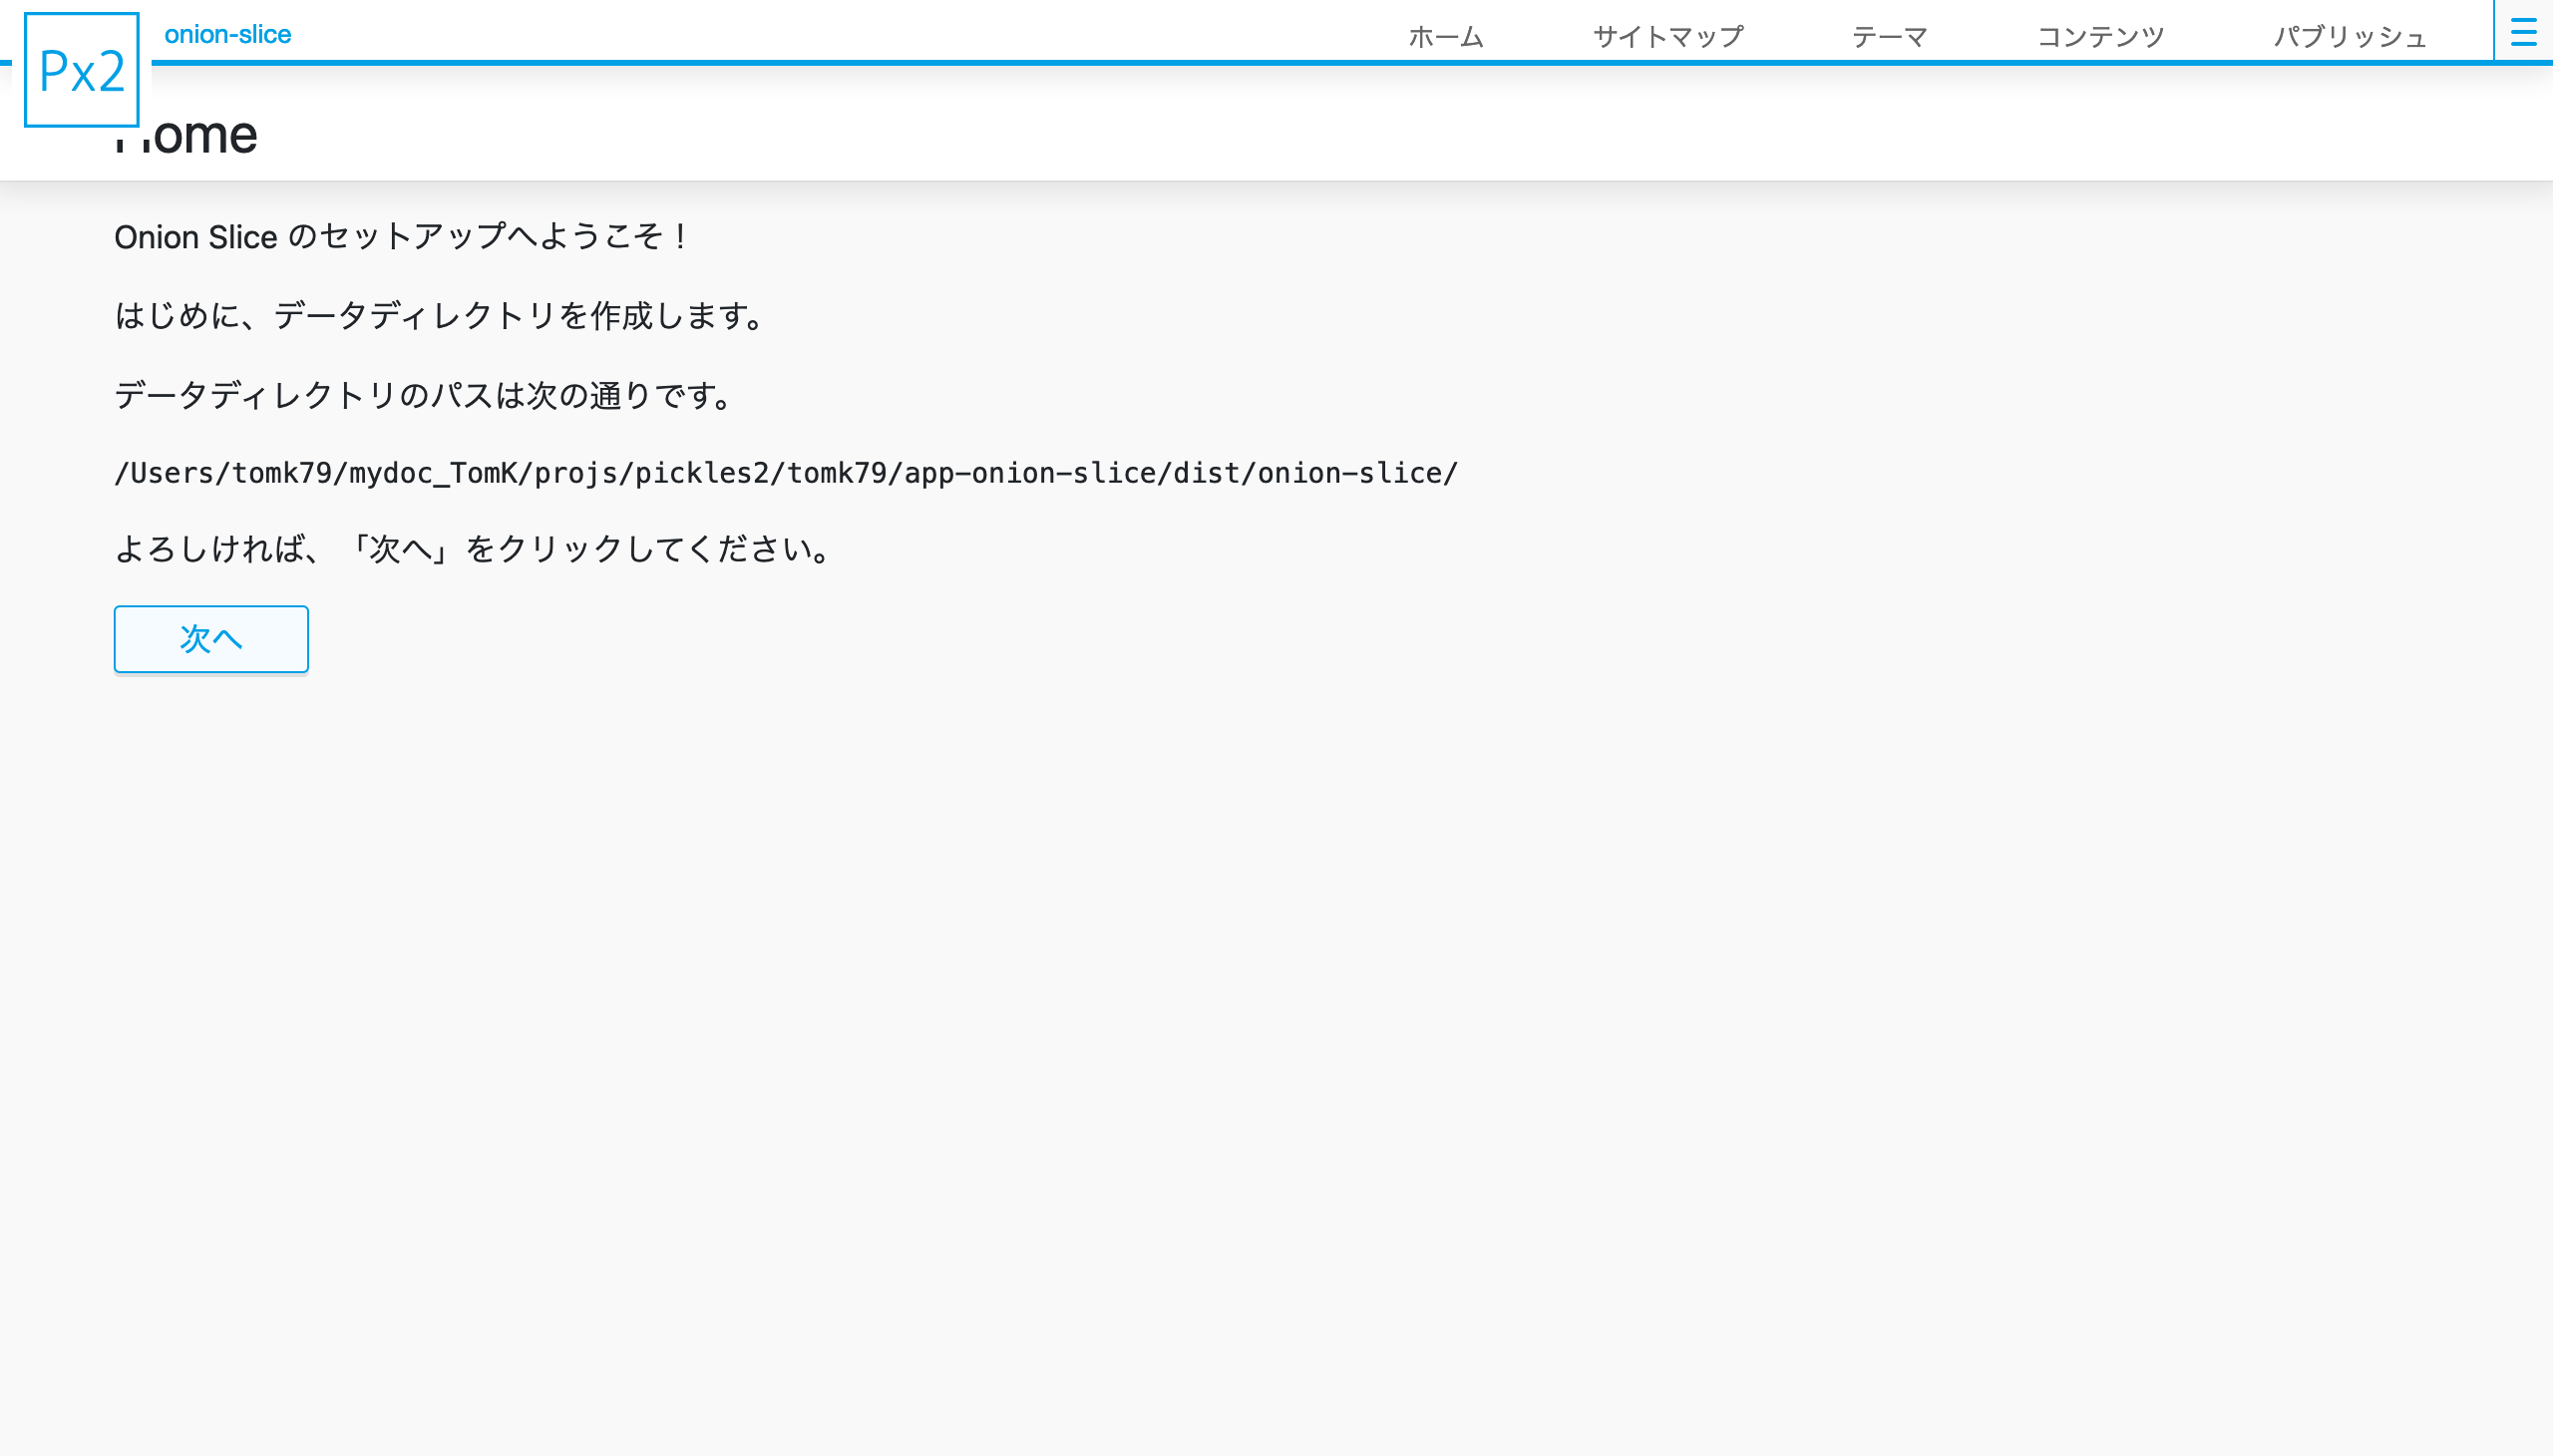 Px2
onion-slice
ホーム
サイトマップ
テーマ
コンテンツ
パブリッシュ
Home
Onion Slice のセットアップへようこそ！
はじめに、データディレクトリを作成します。
データディレクトリのパスは次の通りです。
/Users/tomk79/mydoc_TomK/projs/pickles2/tomk79/app-onion-slice/dist/onion-slice/
よろしければ、「次へ」をクリックしてください。
次へ